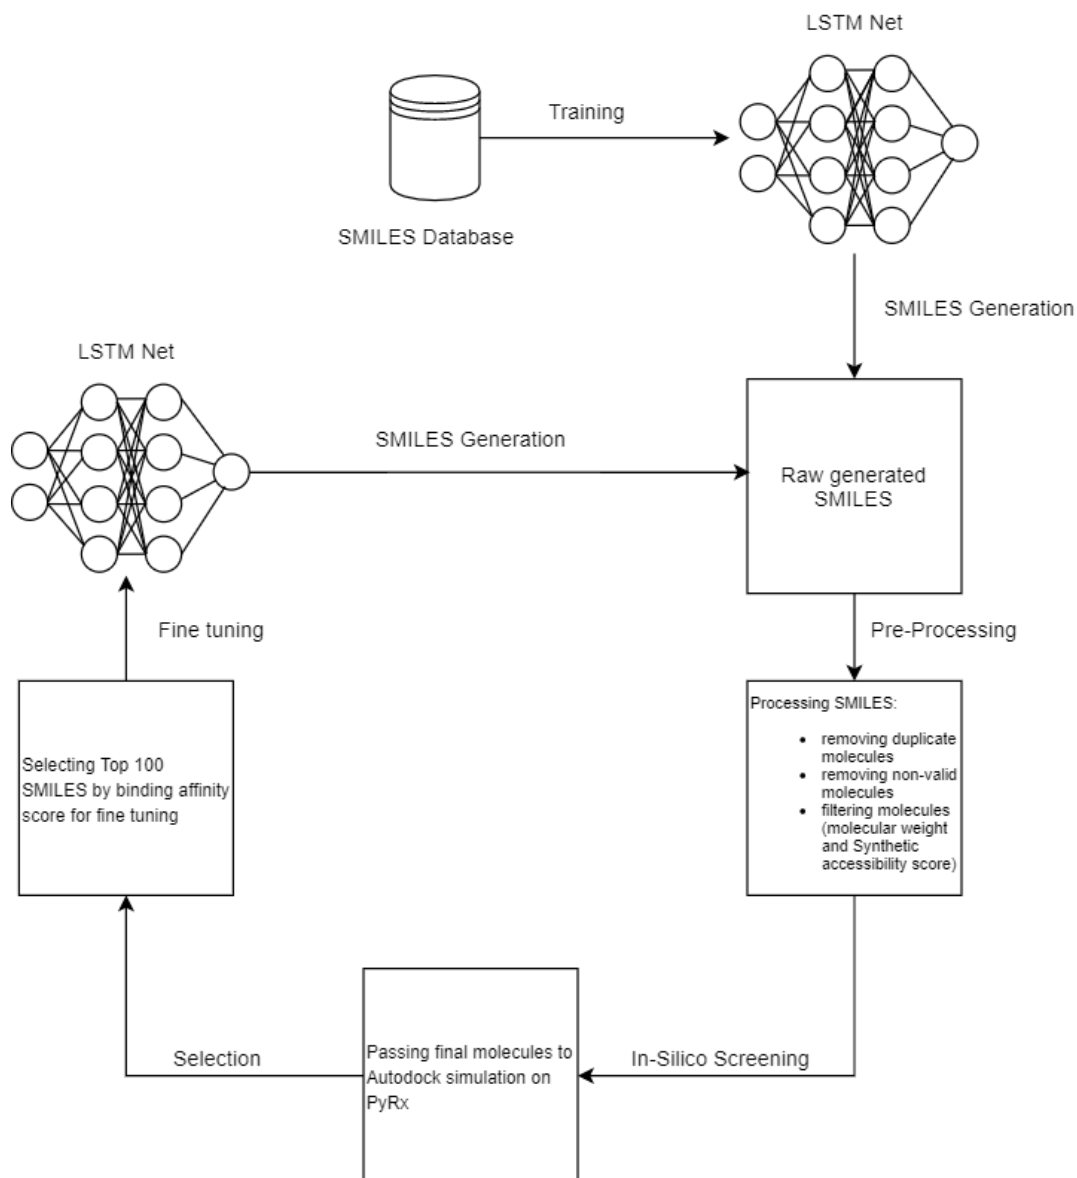 LSTM Net
Training
SMILES Database
SMILES Generation
LSTM Net
SMILES Generation
Raw generated
SMILES
Fine tuning
Pre-Processing
Selecting Top 100
SMILES by binding affinity
score for fine tuning
Processing SMILES:
• removing duplicate
molecules
• removing non-valid
molecules
• filtering molecules
(molecular weight
and Synthetic
accessibility score)
Selection
Passing final molecules to
Autodock simulation on
PyRx
In-Silico Screening